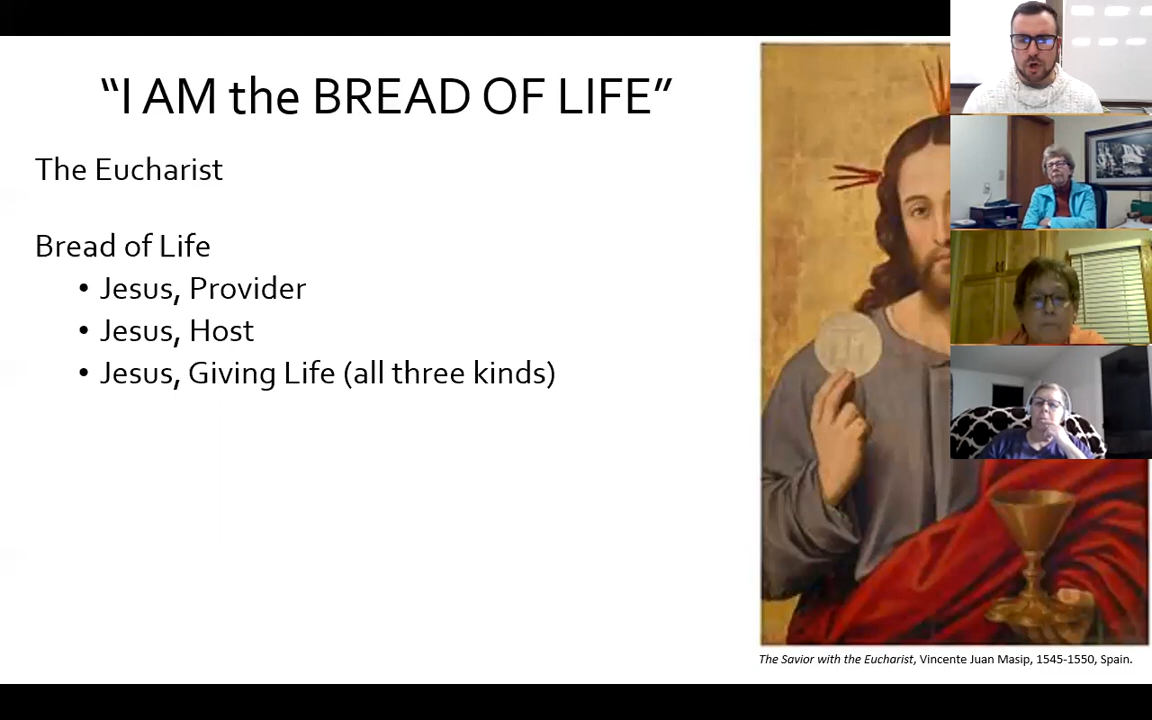 “I AM the BREAD OF LIFE”
The Eucharist
Bread of Life
• Jesus, Provider
• Jesus, Host
• Jesus, Giving Life (all three kinds)
The Savior with the Eucharist, Vincente Juan Masip, 1545-1550, Spain.